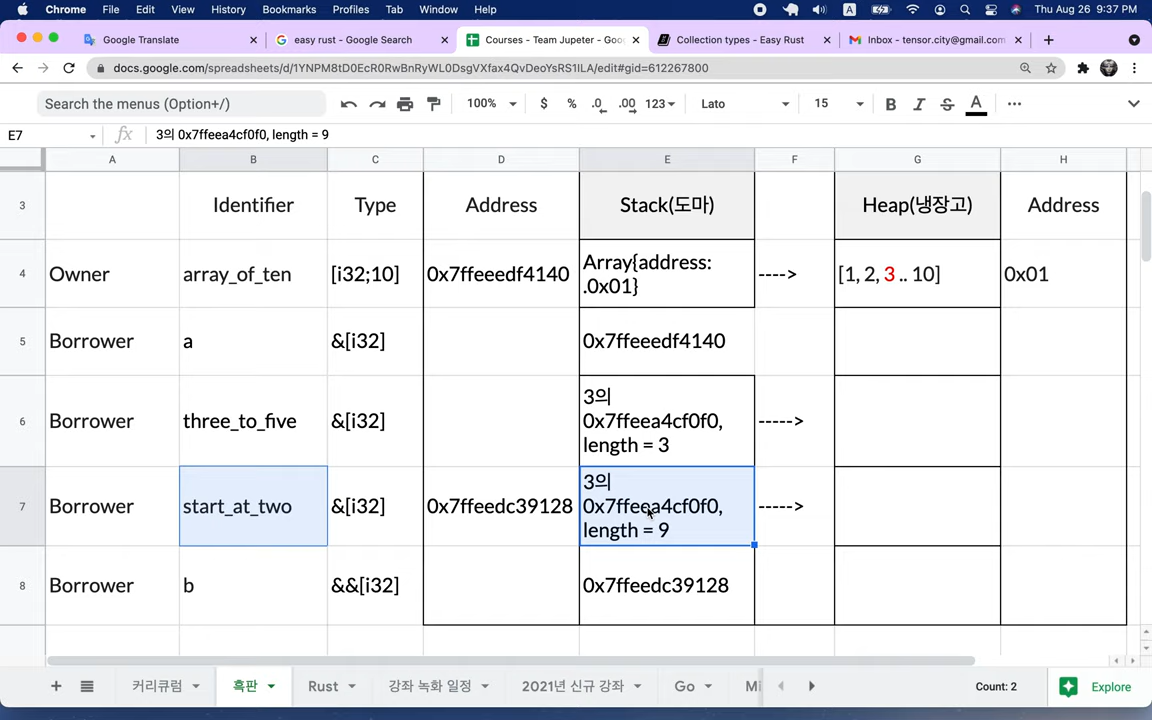 Chrome File Edit View History Bookmarks Profiles Tab Window Help A Thu Aug 26 9:37 PM
Google Translate easy rust - Google Search Courses - Team Jupeter - Goo Collection types - Easy Rust Inbox - tensor.city@gmail.com
docs.google.com/spreadsheets/d/1YNPM8tD0EcR0RwBnRyWL0DsgVXfax4QvDeoYsRS1ILA/edit#gid=612267800
Search the menus (Option+/) 100% $ % .0 .00 123 Lato 15 B I S A
E7 fx 3의 0x7ffeea4cf0f0, length = 9
A B C D E F G H
3 Identifier Type Address Stack(도마) Heap(냉장고) Address
4 Owner array_of_ten [i32;10] 0x7ffeeedf4140 Array{address: ----> [1, 2, 3 .. 10] 0x01
.0x01}
5 Borrower a &[i32] 0x7ffeeedf4140
3의
6 Borrower three_to_five &[i32] 0x7ffeea4cf0f0, ----->
length = 3
3의
7 Borrower start_at_two &[i32] 0x7ffeedc39128 0x7ffeea4cf0f0, ----->
length = 9
8 Borrower b &&[i32] 0x7ffeedc39128
커리큘럼 흑판 Rust 강좌 녹화 일정 2021년 신규 강좌 Go Mi Count: 2 Explore